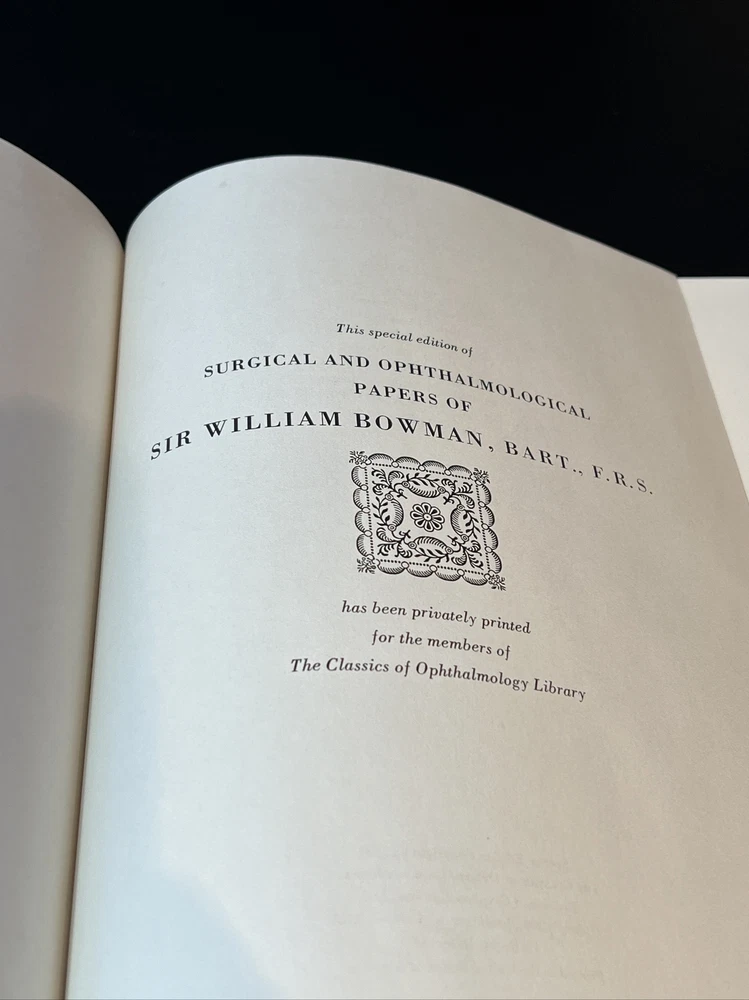 This special edition of
SURGICAL AND OPHTHALMOLOGICAL
PAPERS OF
SIR WILLIAM BOWMAN, BART., F.R.S.
has been privately printed
for the members of
The Classics of Ophthalmology Library